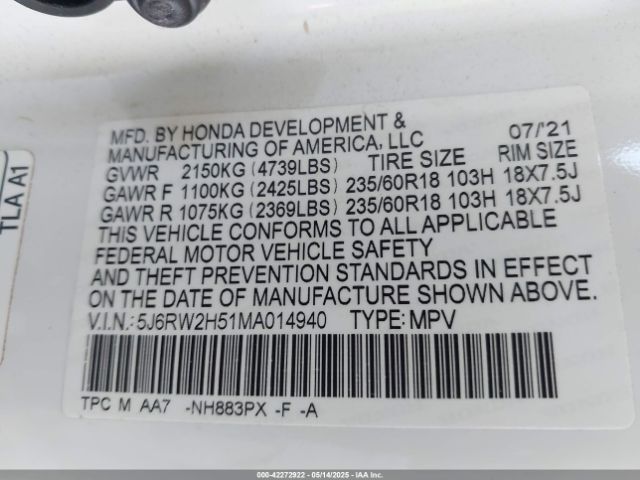 TLA A1
MFD. BY HONDA DEVELOPMENT &
MANUFACTURING OF AMERICA, LLC 07/'21
GVWR 2150KG (4739LBS) TIRE SIZE RIM SIZE
GAWR F 1100KG (2425LBS) 235/60R18 103H 18X7.5J
GAWR R 1075KG (2369LBS) 235/60R18 103H 18X7.5J
THIS VEHICLE CONFORMS TO ALL APPLICABLE
FEDERAL MOTOR VEHICLE SAFETY
AND THEFT PREVENTION STANDARDS IN EFFECT
ON THE DATE OF MANUFACTURE SHOWN ABOVE.
V.I.N.: 5J6RW2H51MA014940 TYPE: MPV
TPC M AA7 -NH883PX -F -A
000-42272922 - 05/14/2025 - IAA Inc.